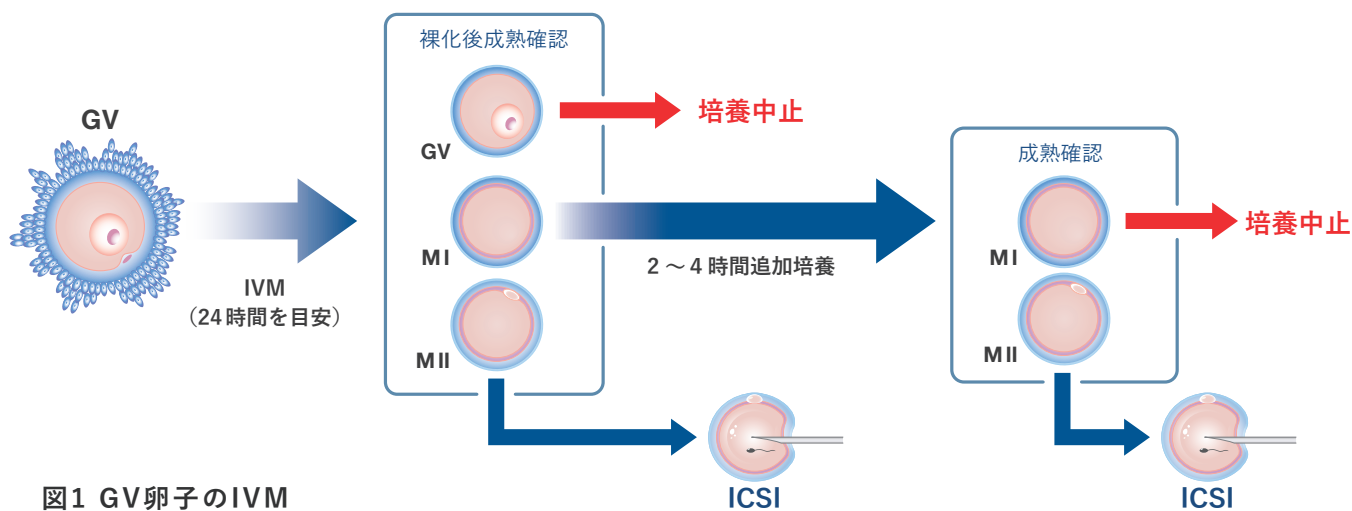 GV
IVM
（24時間を目安）
裸化後成熟確認
GV
培養中止
MI
MII
2～4時間追加培養
ICSI
成熟確認
MI
培養中止
MII
ICSI
図1 GV卵子のIVM